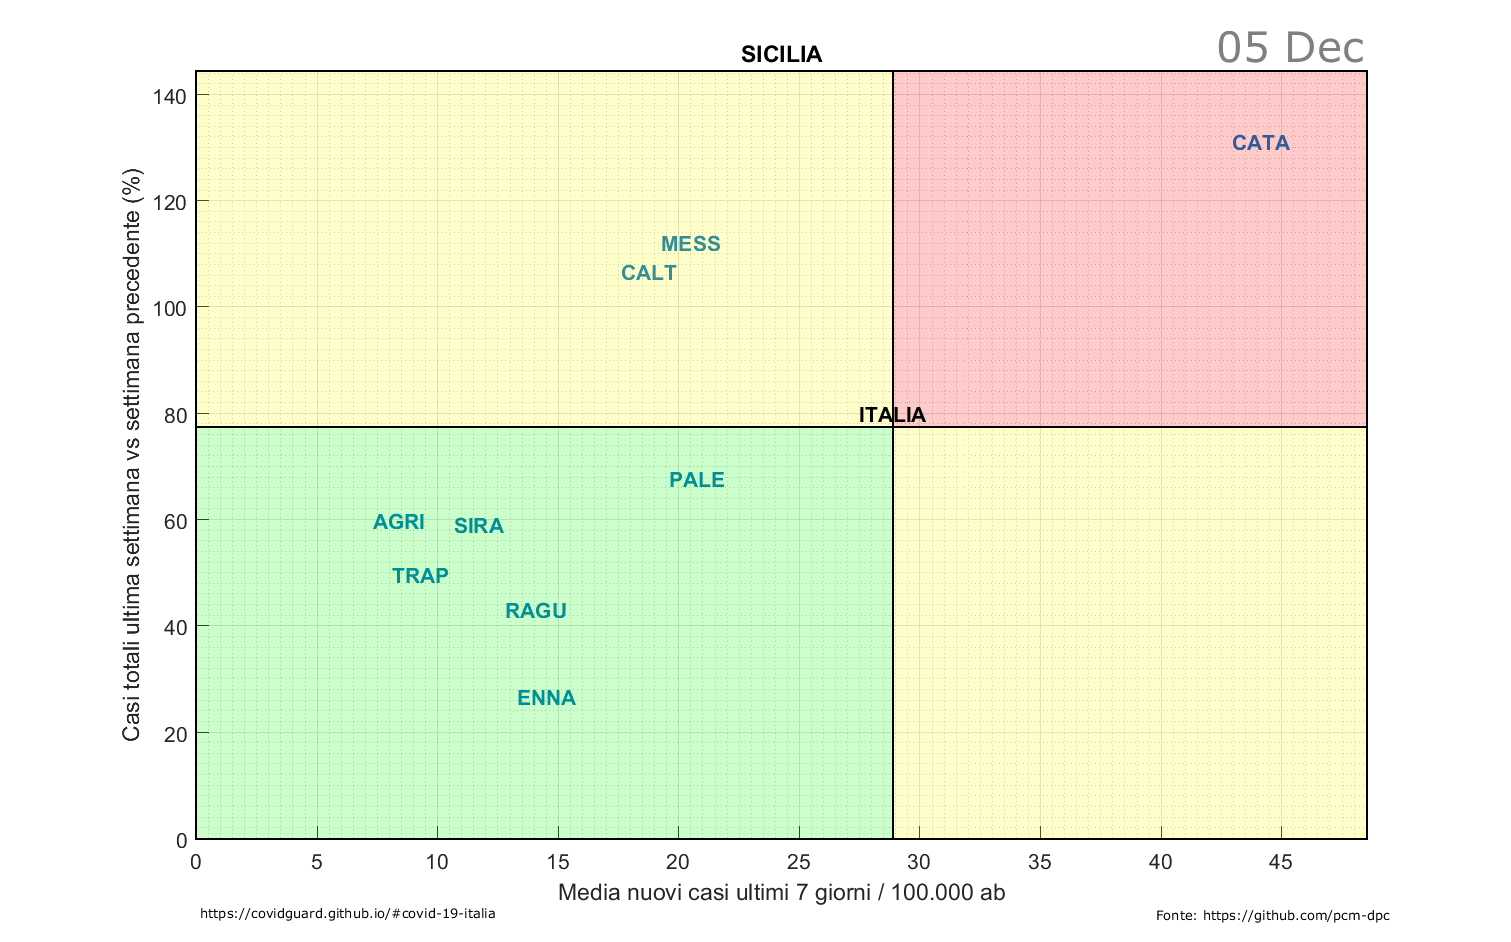 SICILIA
05 Dec
Casi totali ultima settimana vs settimana precedente (%)
140
120
100
80
60
40
20
0
CATA
MESS
CALT
ITALIA
PALE
AGRI
SIRA
TRAP
RAGU
ENNA
0 5 10 15 20 25 30 35 40 45
Media nuovi casi ultimi 7 giorni / 100.000 ab
https://covidguard.github.io/#covid-19-italia
Fonte: https://github.com/pcm-dpc